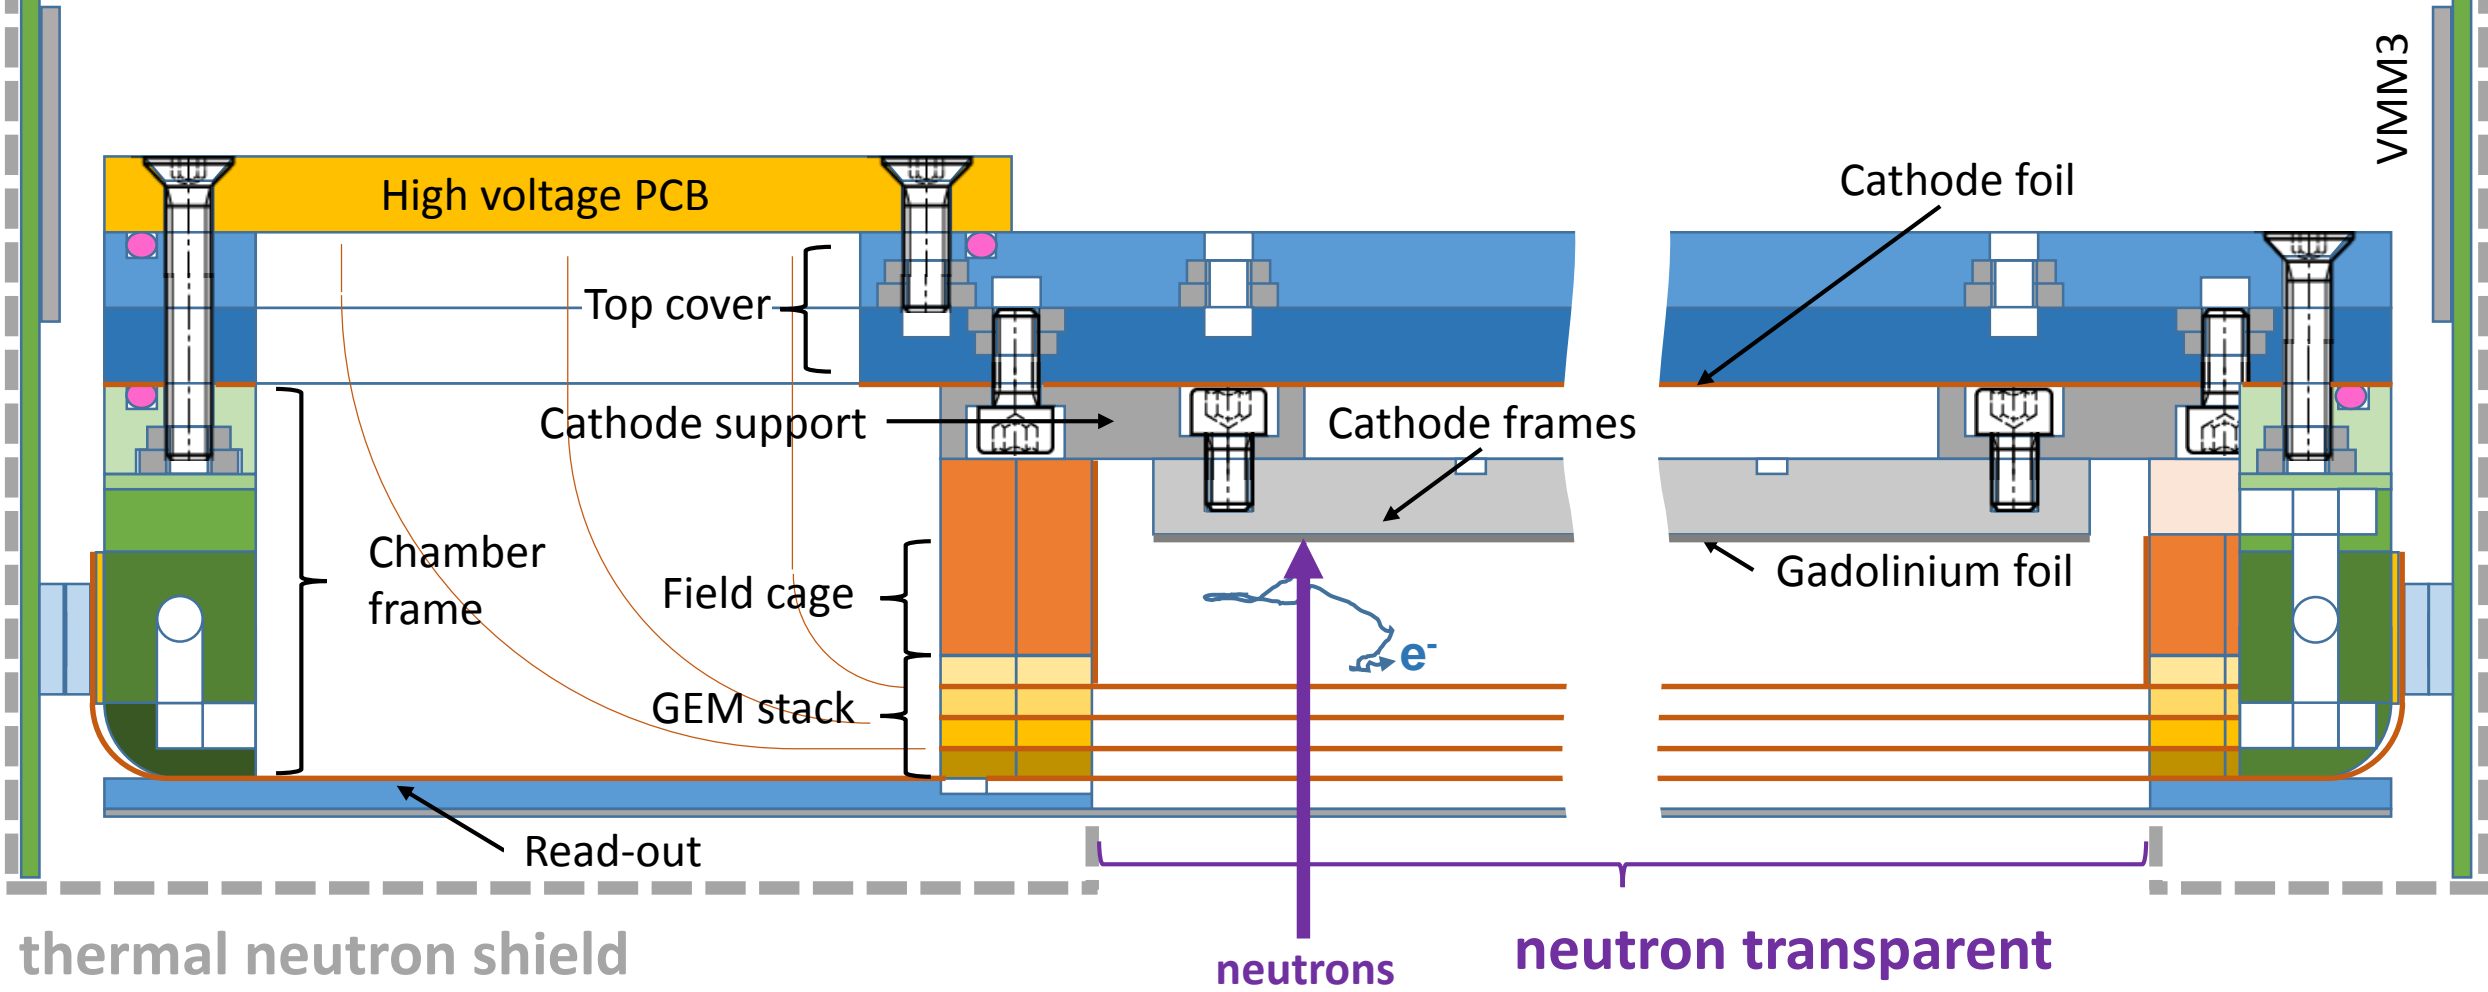 VMM3
High voltage PCB
Cathode foil
Top cover
Cathode support
Cathode frames
Chamber
frame
Field cage
Gadolinium foil
e-
GEM stack
Read-out
thermal neutron shield
neutrons
neutron transparent